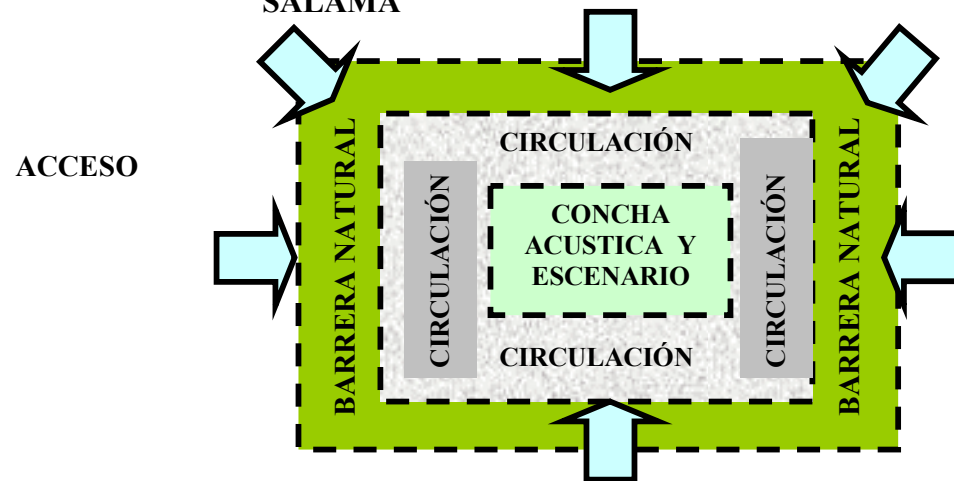 SALAMA
ACCESO
CIRCULACIÓN
BARRERA NATURAL
CIRCULACIÓN
CONCHA
ACUSTICA Y
ESCENARIO
CIRCULACIÓN
BARRERA NATURAL
CIRCULACIÓN